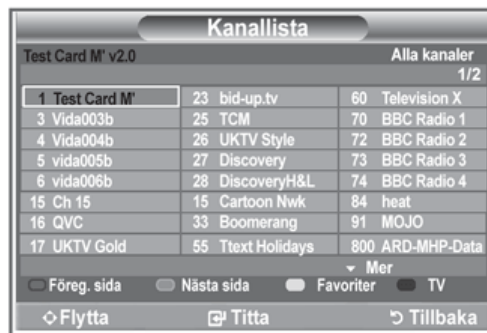 Kanallista
Test Card M' v2.0 Alla kanaler
1/2
1 Test Card M' 23 bid-up.tv 60 Television X
3 Vida003b 25 TCM 70 BBC Radio 1
4 Vida004b 26 UKTV Style 72 BBC Radio 2
5 vida005b 27 Discovery 73 BBC Radio 3
6 vida006b 28 DiscoveryH&L 74 BBC Radio 4
15 Ch 15 15 Cartoon Nwk 84 heat
16 QVC 33 Boomerang 91 MOJO
17 UKTV Gold 55 Ttext Holidays 800 ARD-MHP-Data
Mer
Föreg. sida Nästa sida Favoriter TV
Flytta Titta Tillbaka